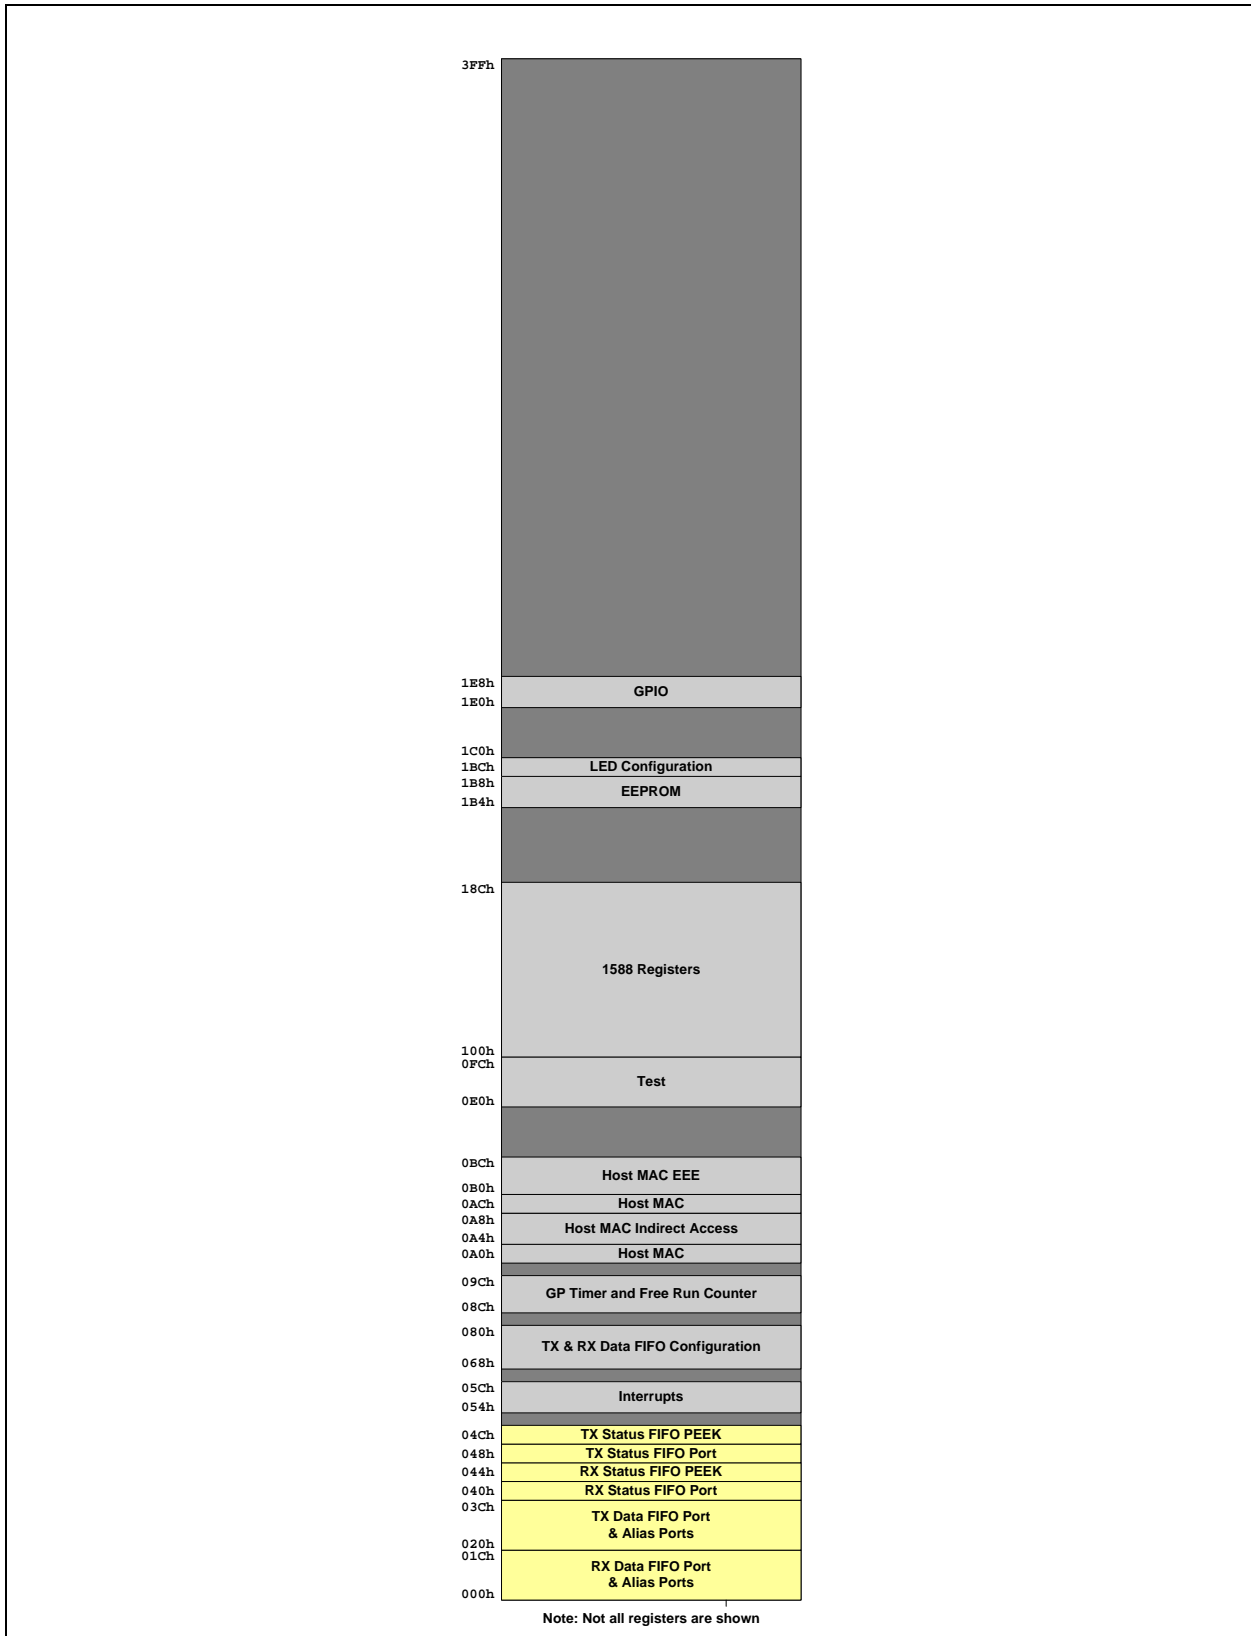 3FFh
1E8h
GPIO
1E0h
1C0h
1BCh
LED Configuration
1B8h
EEPROM
1B4h
18Ch
1588 Registers
100h
0FCh
Test
0E0h
0BCh
Host MAC EEE
0B0h
0ACh
Host MAC
0A8h
Host MAC Indirect Access
0A4h
0A0h
Host MAC
09Ch
GP Timer and Free Run Counter
08Ch
080h
TX & RX Data FIFO Configuration
068h
05Ch
Interrupts
054h
04Ch
TX Status FIFO PEEK
048h
TX Status FIFO Port
044h
RX Status FIFO PEEK
040h
RX Status FIFO Port
03Ch
TX Data FIFO Port
& Alias Ports
020h
01Ch
RX Data FIFO Port
& Alias Ports
000h
Note: Not all registers are shown